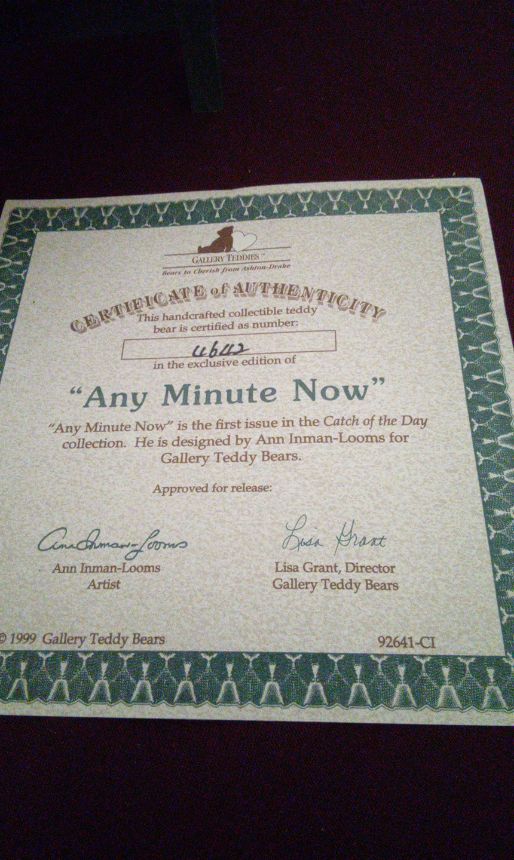 GALLERY TEDDIES™
Bears to Cherish from Ashton-Drake
CERTIFICATE of AUTHENTICITY
This handcrafted collectible teddy
bear is certified as number:
in the exclusive edition of
“Any Minute Now”
“Any Minute Now” is the first issue in the Catch of the Day
collection. He is designed by Ann Inman-Looms for
Gallery Teddy Bears.
Approved for release:
Ann Inman-Looms Lisa Grant
Ann Inman-Looms Lisa Grant, Director
Artist Gallery Teddy Bears
© 1999 Gallery Teddy Bears 92641-CI